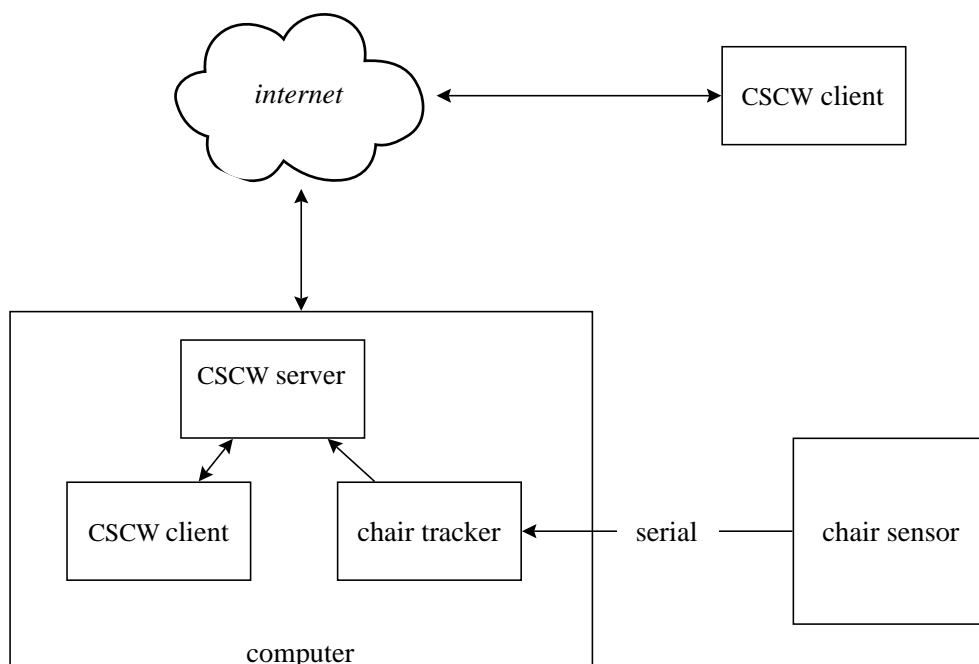 internet
CSCW client
CSCW server
CSCW client
chair tracker
serial
chair sensor
computer